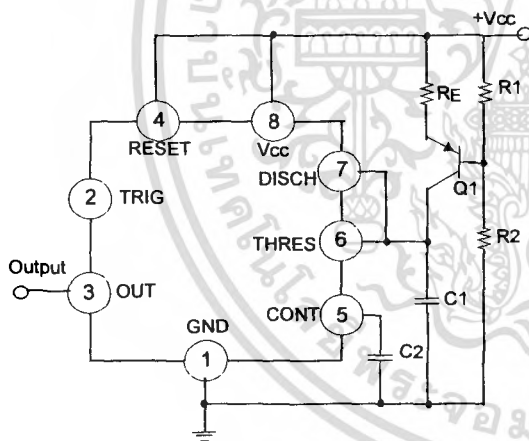 +Vcc
4
RESET
8
Vcc
RE
R1
7
DISCH
Q1
2
TRIG
6
THRES
R2
Output
3
OUT
5
CONT
C1
GND
1
C2